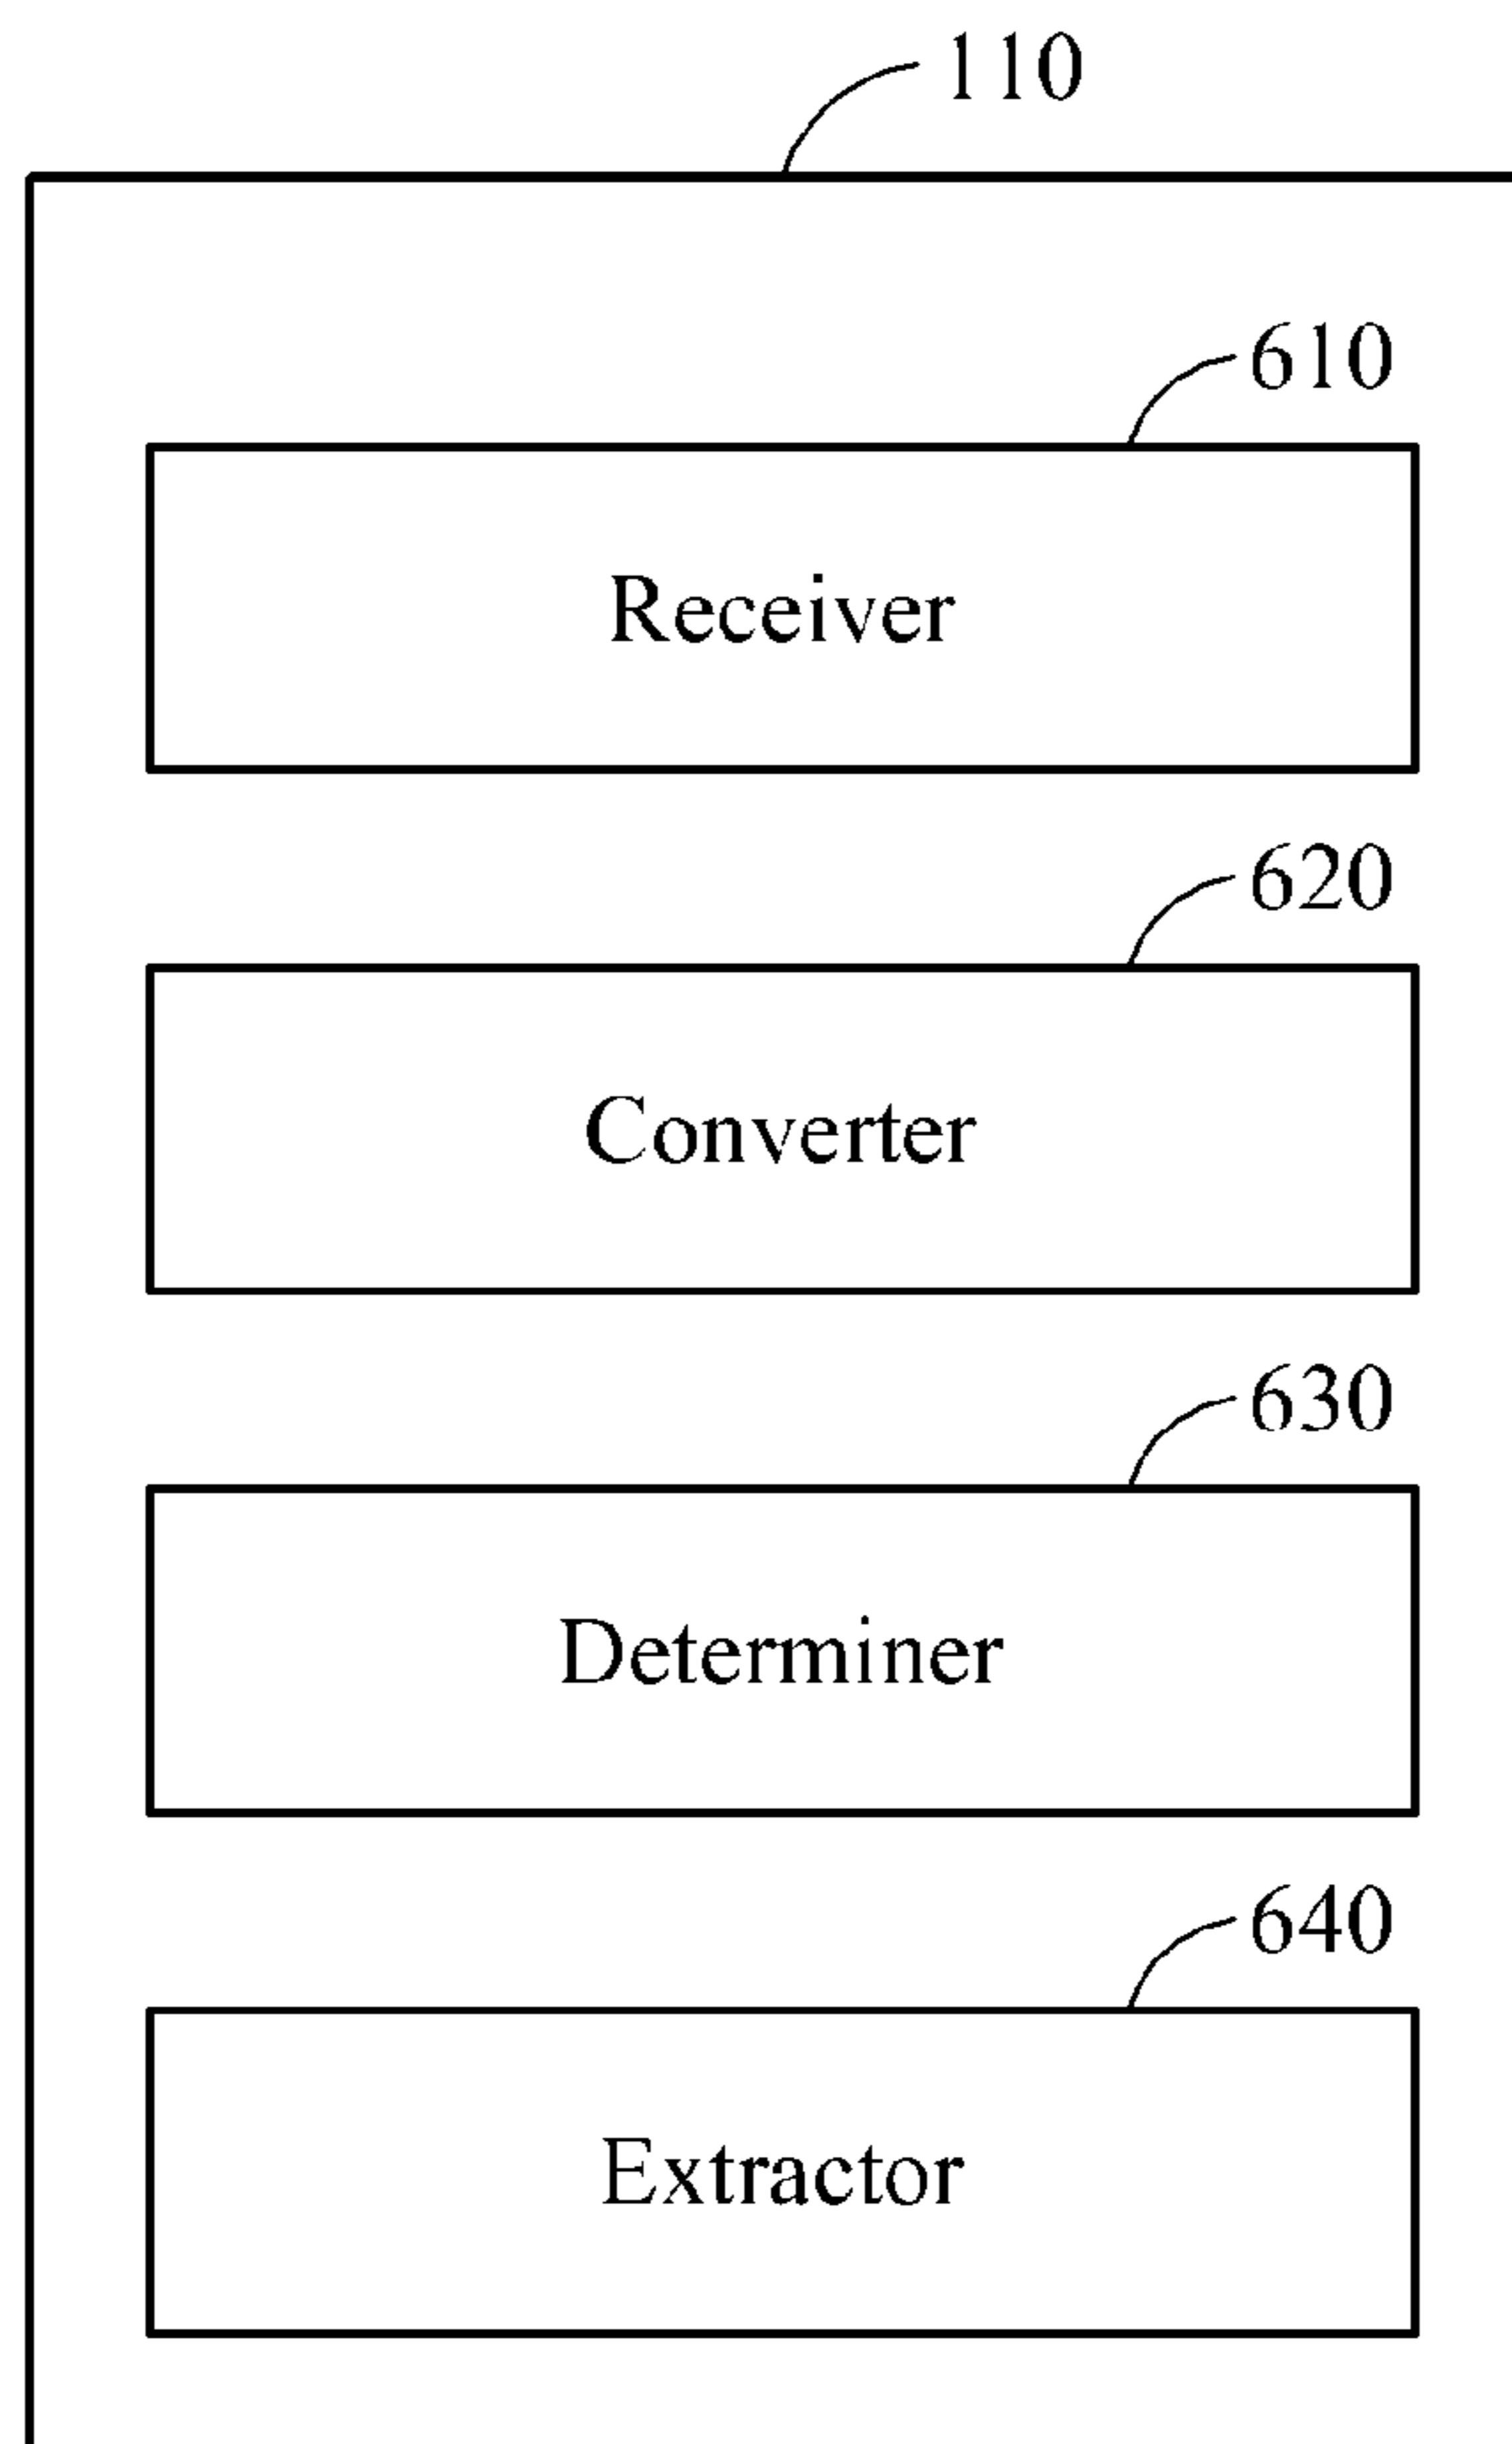 110
610
Receiver
620
Converter
630
Determiner
640
Extractor